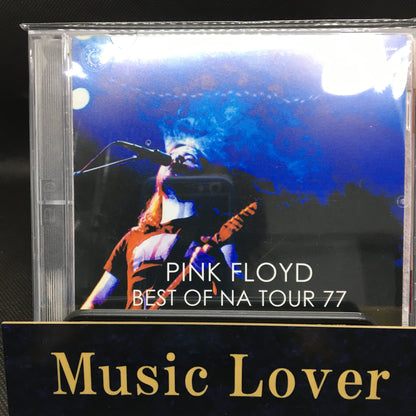 PINK FLOYD
BEST OF NA TOUR 77
Music Lover